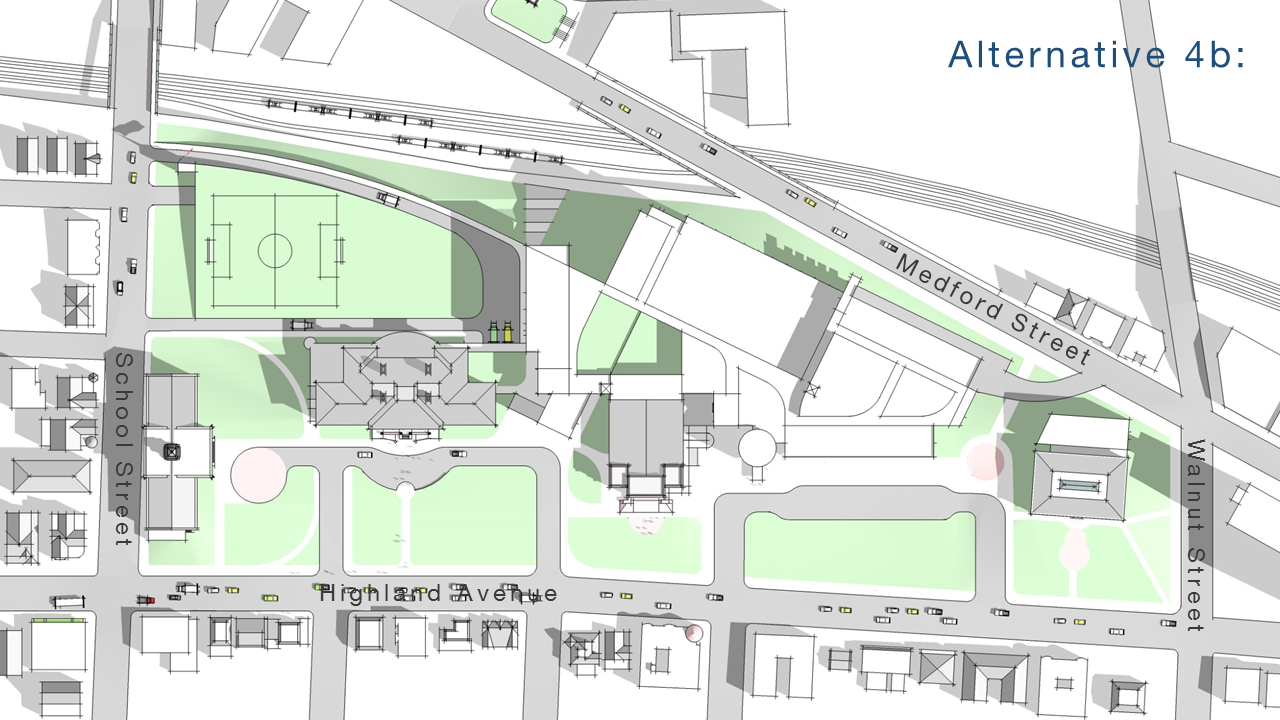 Alternative 4b:
Medford Street
School Street
Walnut Street
Highland Avenue